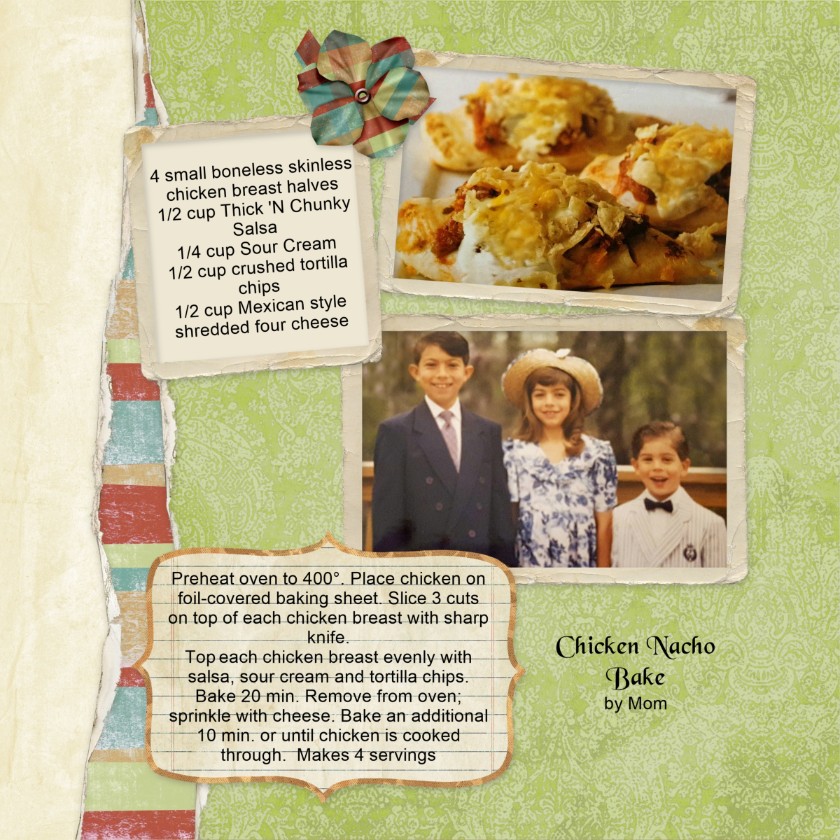 4 small boneless skinless
chicken breast halves
1/2 cup Thick 'N Chunky
Salsa
1/4 cup Sour Cream
1/2 cup crushed tortilla
chips
1/2 cup Mexican style
shredded four cheese
Preheat oven to 400°. Place chicken on
foil-covered baking sheet. Slice 3 cuts
on top of each chicken breast with sharp
knife.
Top each chicken breast evenly with
salsa, sour cream and tortilla chips.
Bake 20 min. Remove from oven;
sprinkle with cheese. Bake an additional
10 min. or until chicken is cooked
through. Makes 4 servings
Chicken Nacho
Bake
by Mom